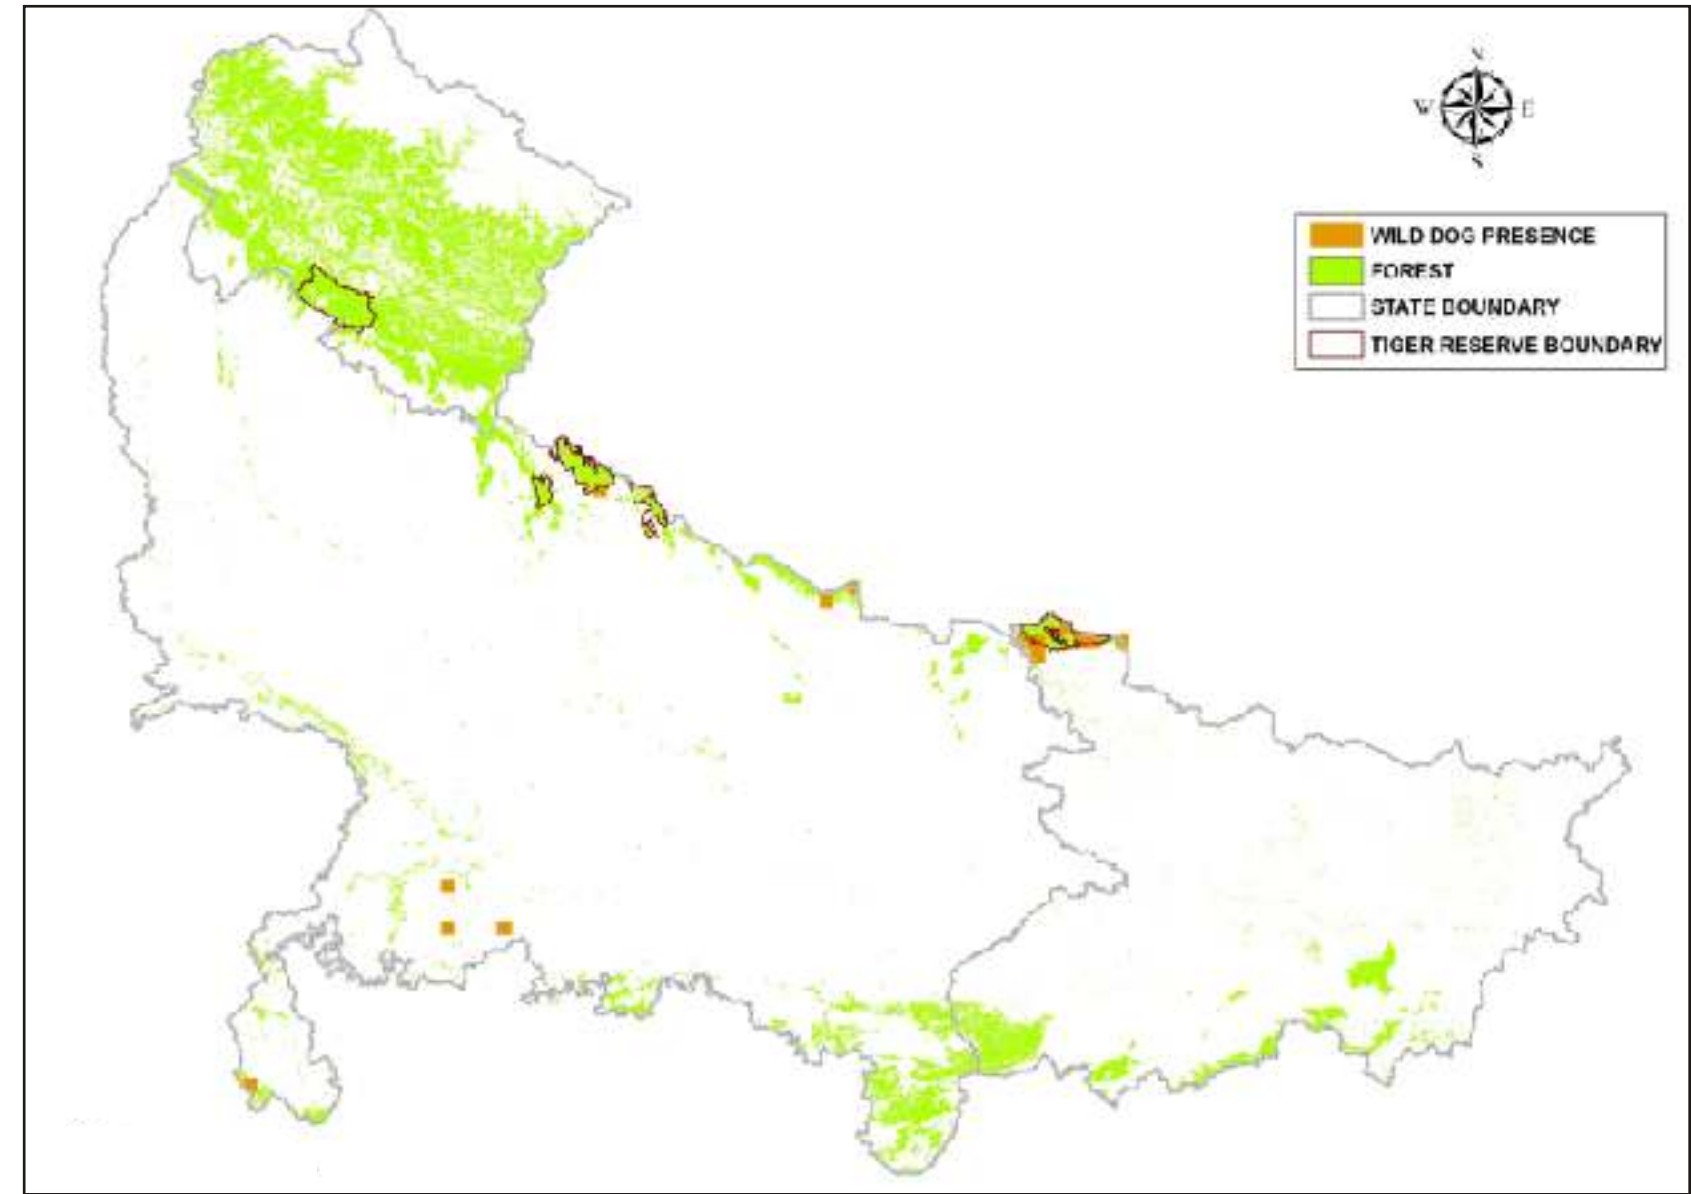 N
W E
S
WILD DOG PRESENCE
FOREST
STATE BOUNDARY
TIGER RESERVE BOUNDARY